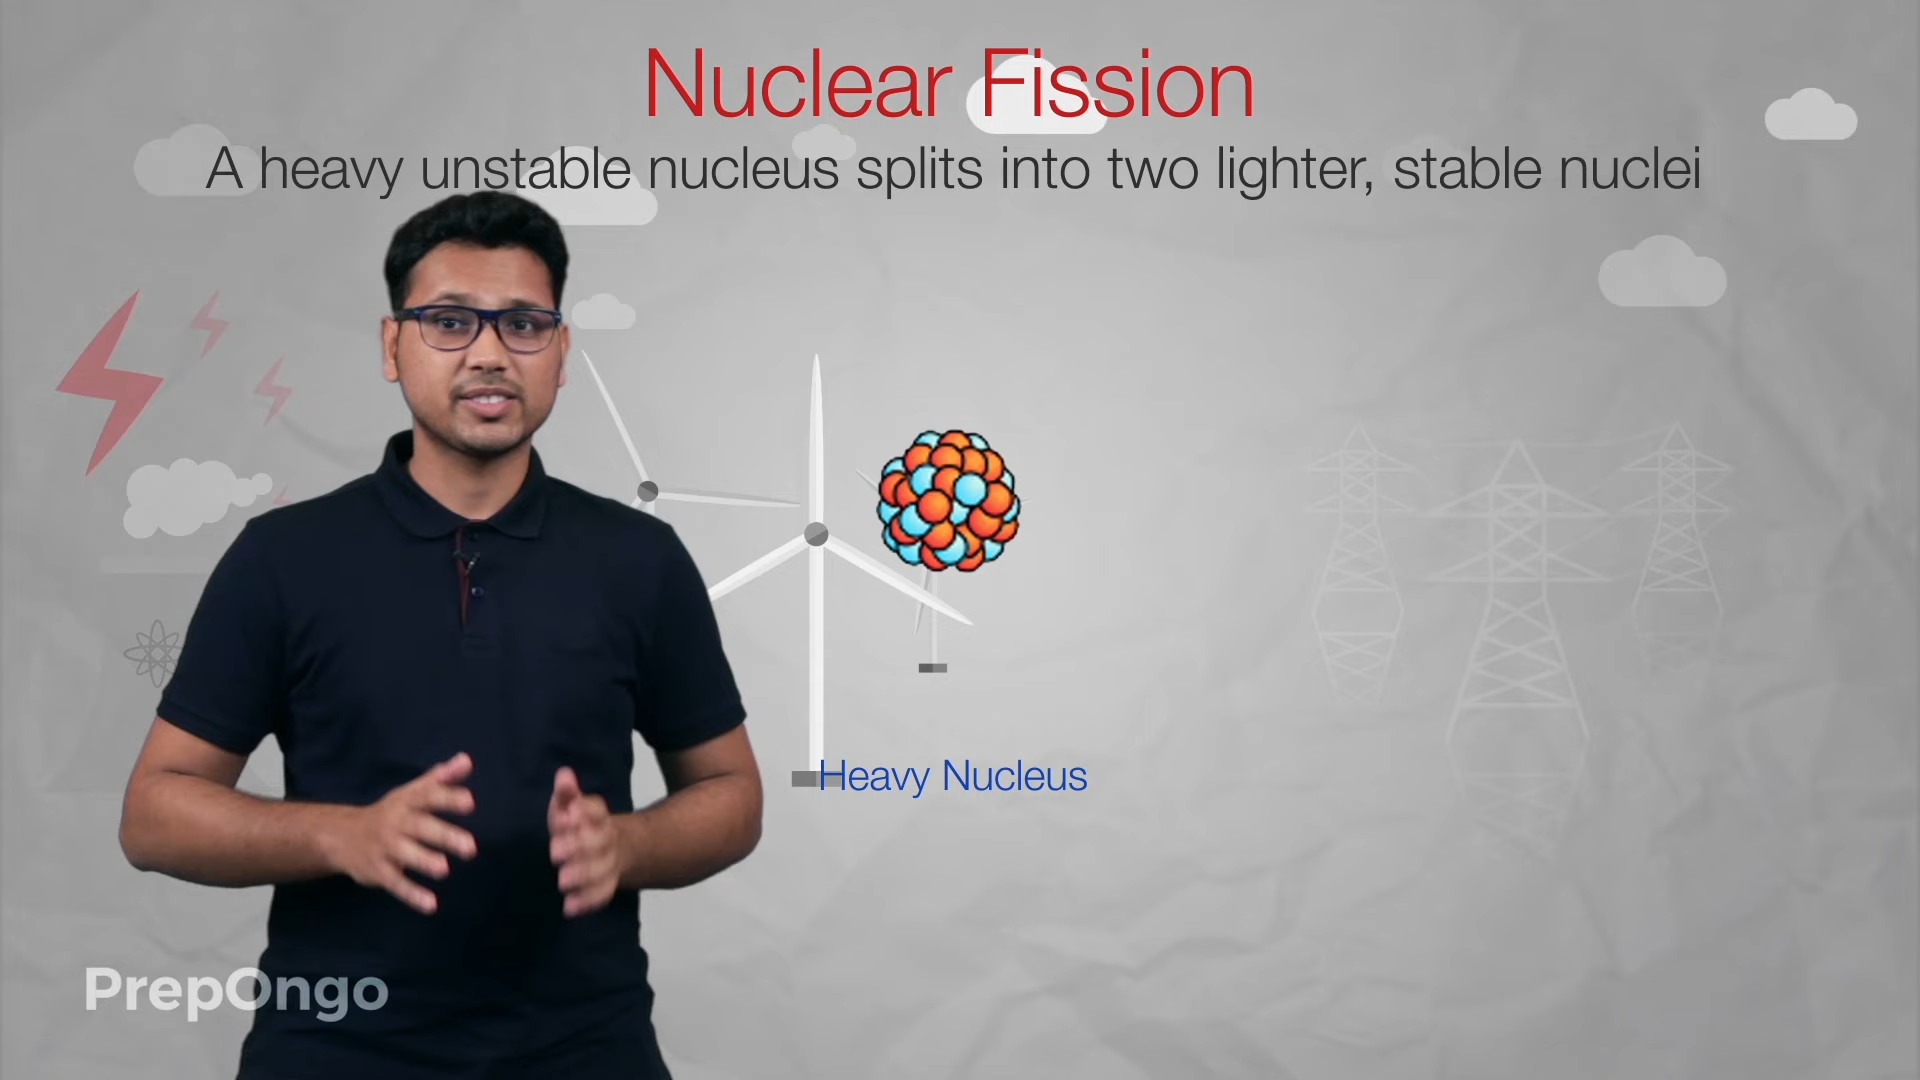 Nuclear Fission
A heavy unstable nucleus splits into two lighter, stable nuclei
Heavy Nucleus
PrepOngo